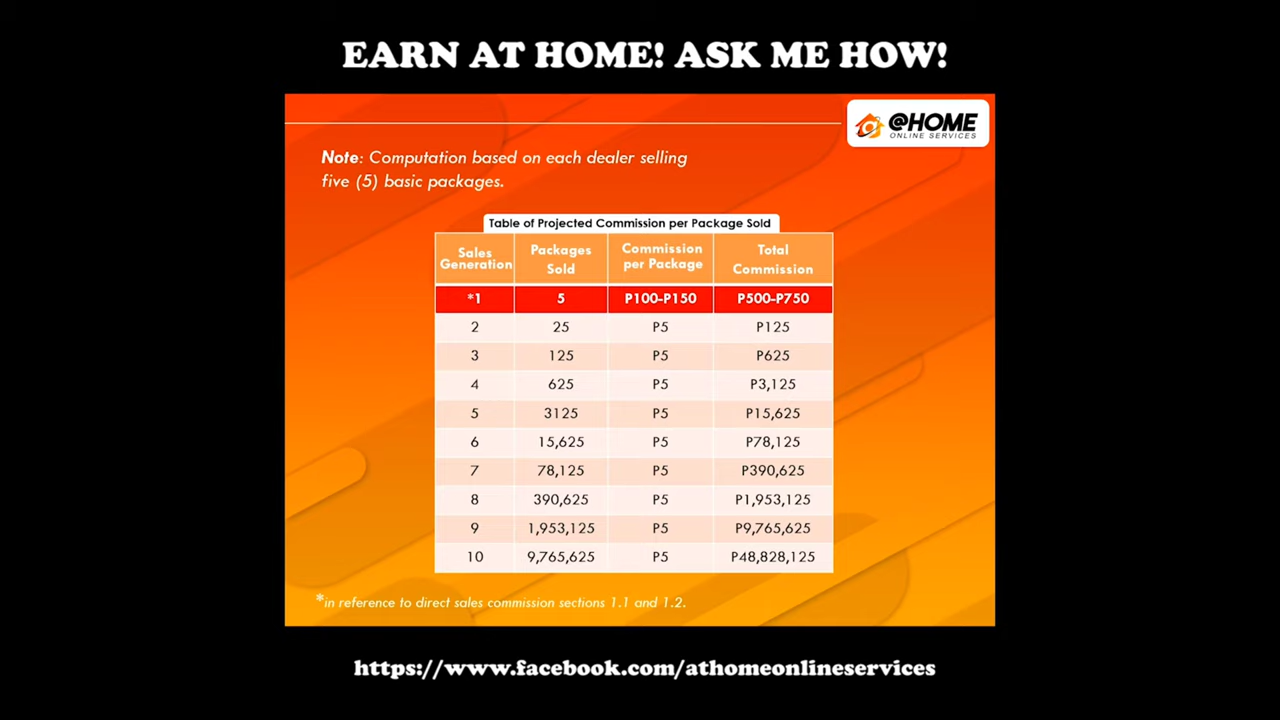 EARN AT HOME! ASK ME HOW!
@HOME
ONLINE SERVICES
Note: Computation based on each dealer selling
five (5) basic packages.
Table of Projected Commission per Package Sold
Sales Generation Packages Sold Commission per Package Total Commission
*1 5 P100-P150 P500-P750
2 25 P5 P125
3 125 P5 P625
4 625 P5 P3,125
5 3125 P5 P15,625
6 15,625 P5 P78,125
7 78,125 P5 P390,625
8 390,625 P5 P1,953,125
9 1,953,125 P5 P9,765,625
10 9,765,625 P5 P48,828,125
*in reference to direct sales commission sections 1.1 and 1.2.
https://www.facebook.com/athomeonlineservices